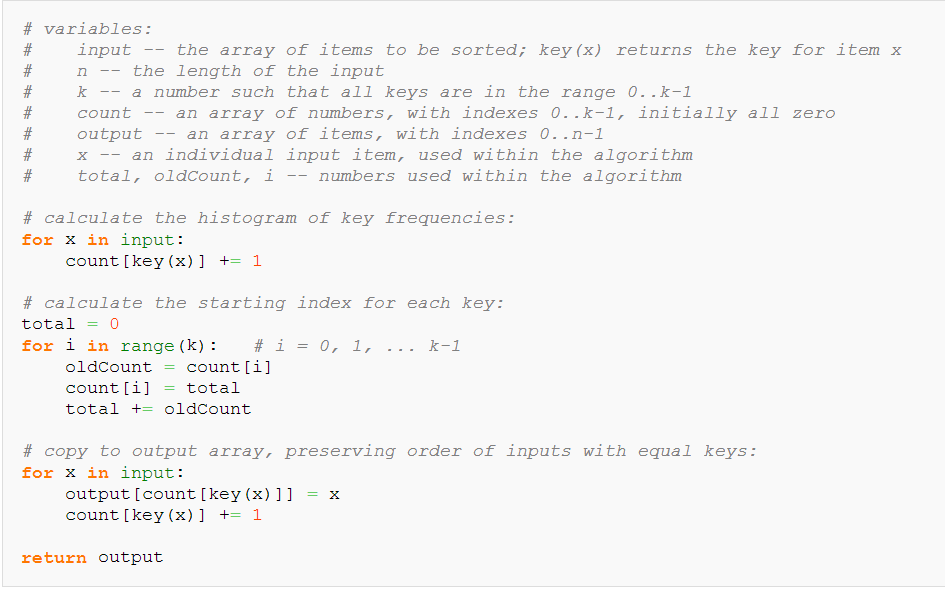 # variables:
#    input -- the array of items to be sorted; key(x) returns the key for item x
#    n -- the length of the input
#    k -- a number such that all keys are in the range 0..k-1
#    count -- an array of numbers, with indexes 0..k-1, initially all zero
#    output -- an array of items, with indexes 0..n-1
#    x -- an individual input item, used within the algorithm
#    total, oldCount, i -- numbers used within the algorithm

# calculate the histogram of key frequencies:
for x in input:
    count[key(x)] += 1

# calculate the starting index for each key:
total = 0
for i in range(k):   # i = 0, 1, ... k-1
    oldCount = count[i]
    count[i] = total
    total += oldCount

# copy to output array, preserving order of inputs with equal keys:
for x in input:
    output[count[key(x)]] = x
    count[key(x)] += 1

return output